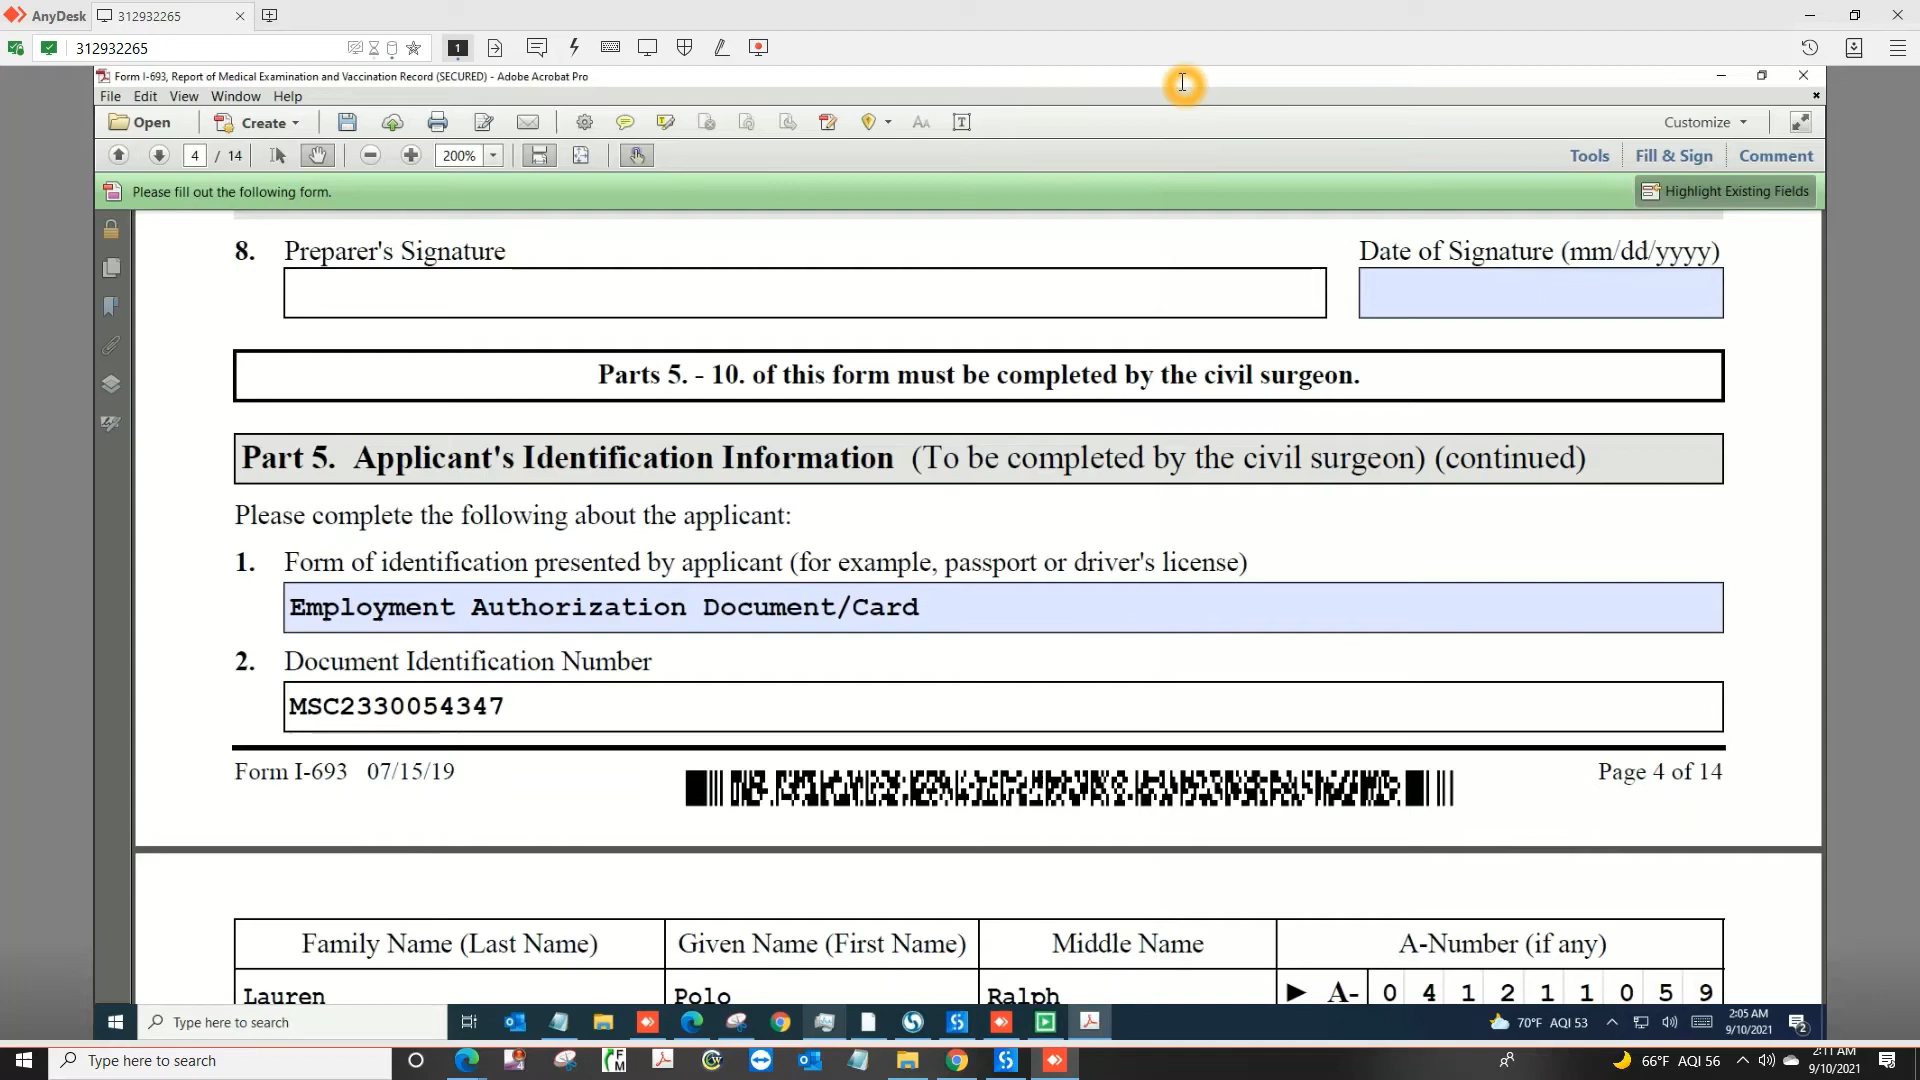 AnyDesk 312932265
312932265 1
Form I-693, Report of Medical Examination and Vaccination Record (SECURED) - Adobe Acrobat Pro
File Edit View Window Help
Open Create Customize
4 / 14 200% Tools Fill & Sign Comment
Please fill out the following form. Highlight Existing Fields
8. Preparer's Signature Date of Signature (mm/dd/yyyy)
Parts 5. - 10. of this form must be completed by the civil surgeon.
Part 5. Applicant's Identification Information (To be completed by the civil surgeon) (continued)
Please complete the following about the applicant:
1. Form of identification presented by applicant (for example, passport or driver's license)
Employment Authorization Document/Card
2. Document Identification Number
MSC2330054347
Form I-693 07/15/19 Page 4 of 14
Family Name (Last Name) Given Name (First Name) Middle Name A-Number (if any)
Lauren Polo Ralph ► A- 0 4 1 2 1 1 0 5 9
Type here to search 70°F AQI 53 2:05 AM
9/10/2021 2
Type here to search 66°F AQI 56 2:11 AM
9/10/2021